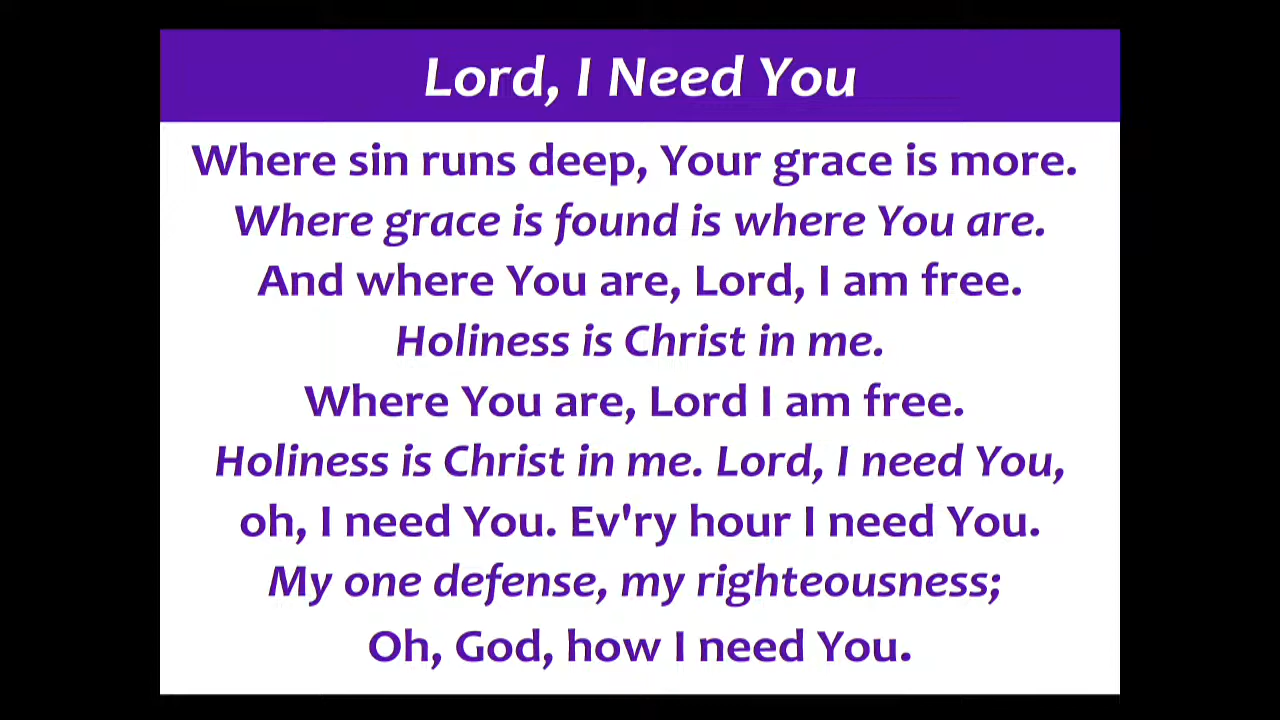 Lord, I Need You
Where sin runs deep, Your grace is more.
Where grace is found is where You are.
And where You are, Lord, I am free.
Holiness is Christ in me.
Where You are, Lord I am free.
Holiness is Christ in me. Lord, I need You,
oh, I need You. Ev'ry hour I need You.
My one defense, my righteousness;
Oh, God, how I need You.